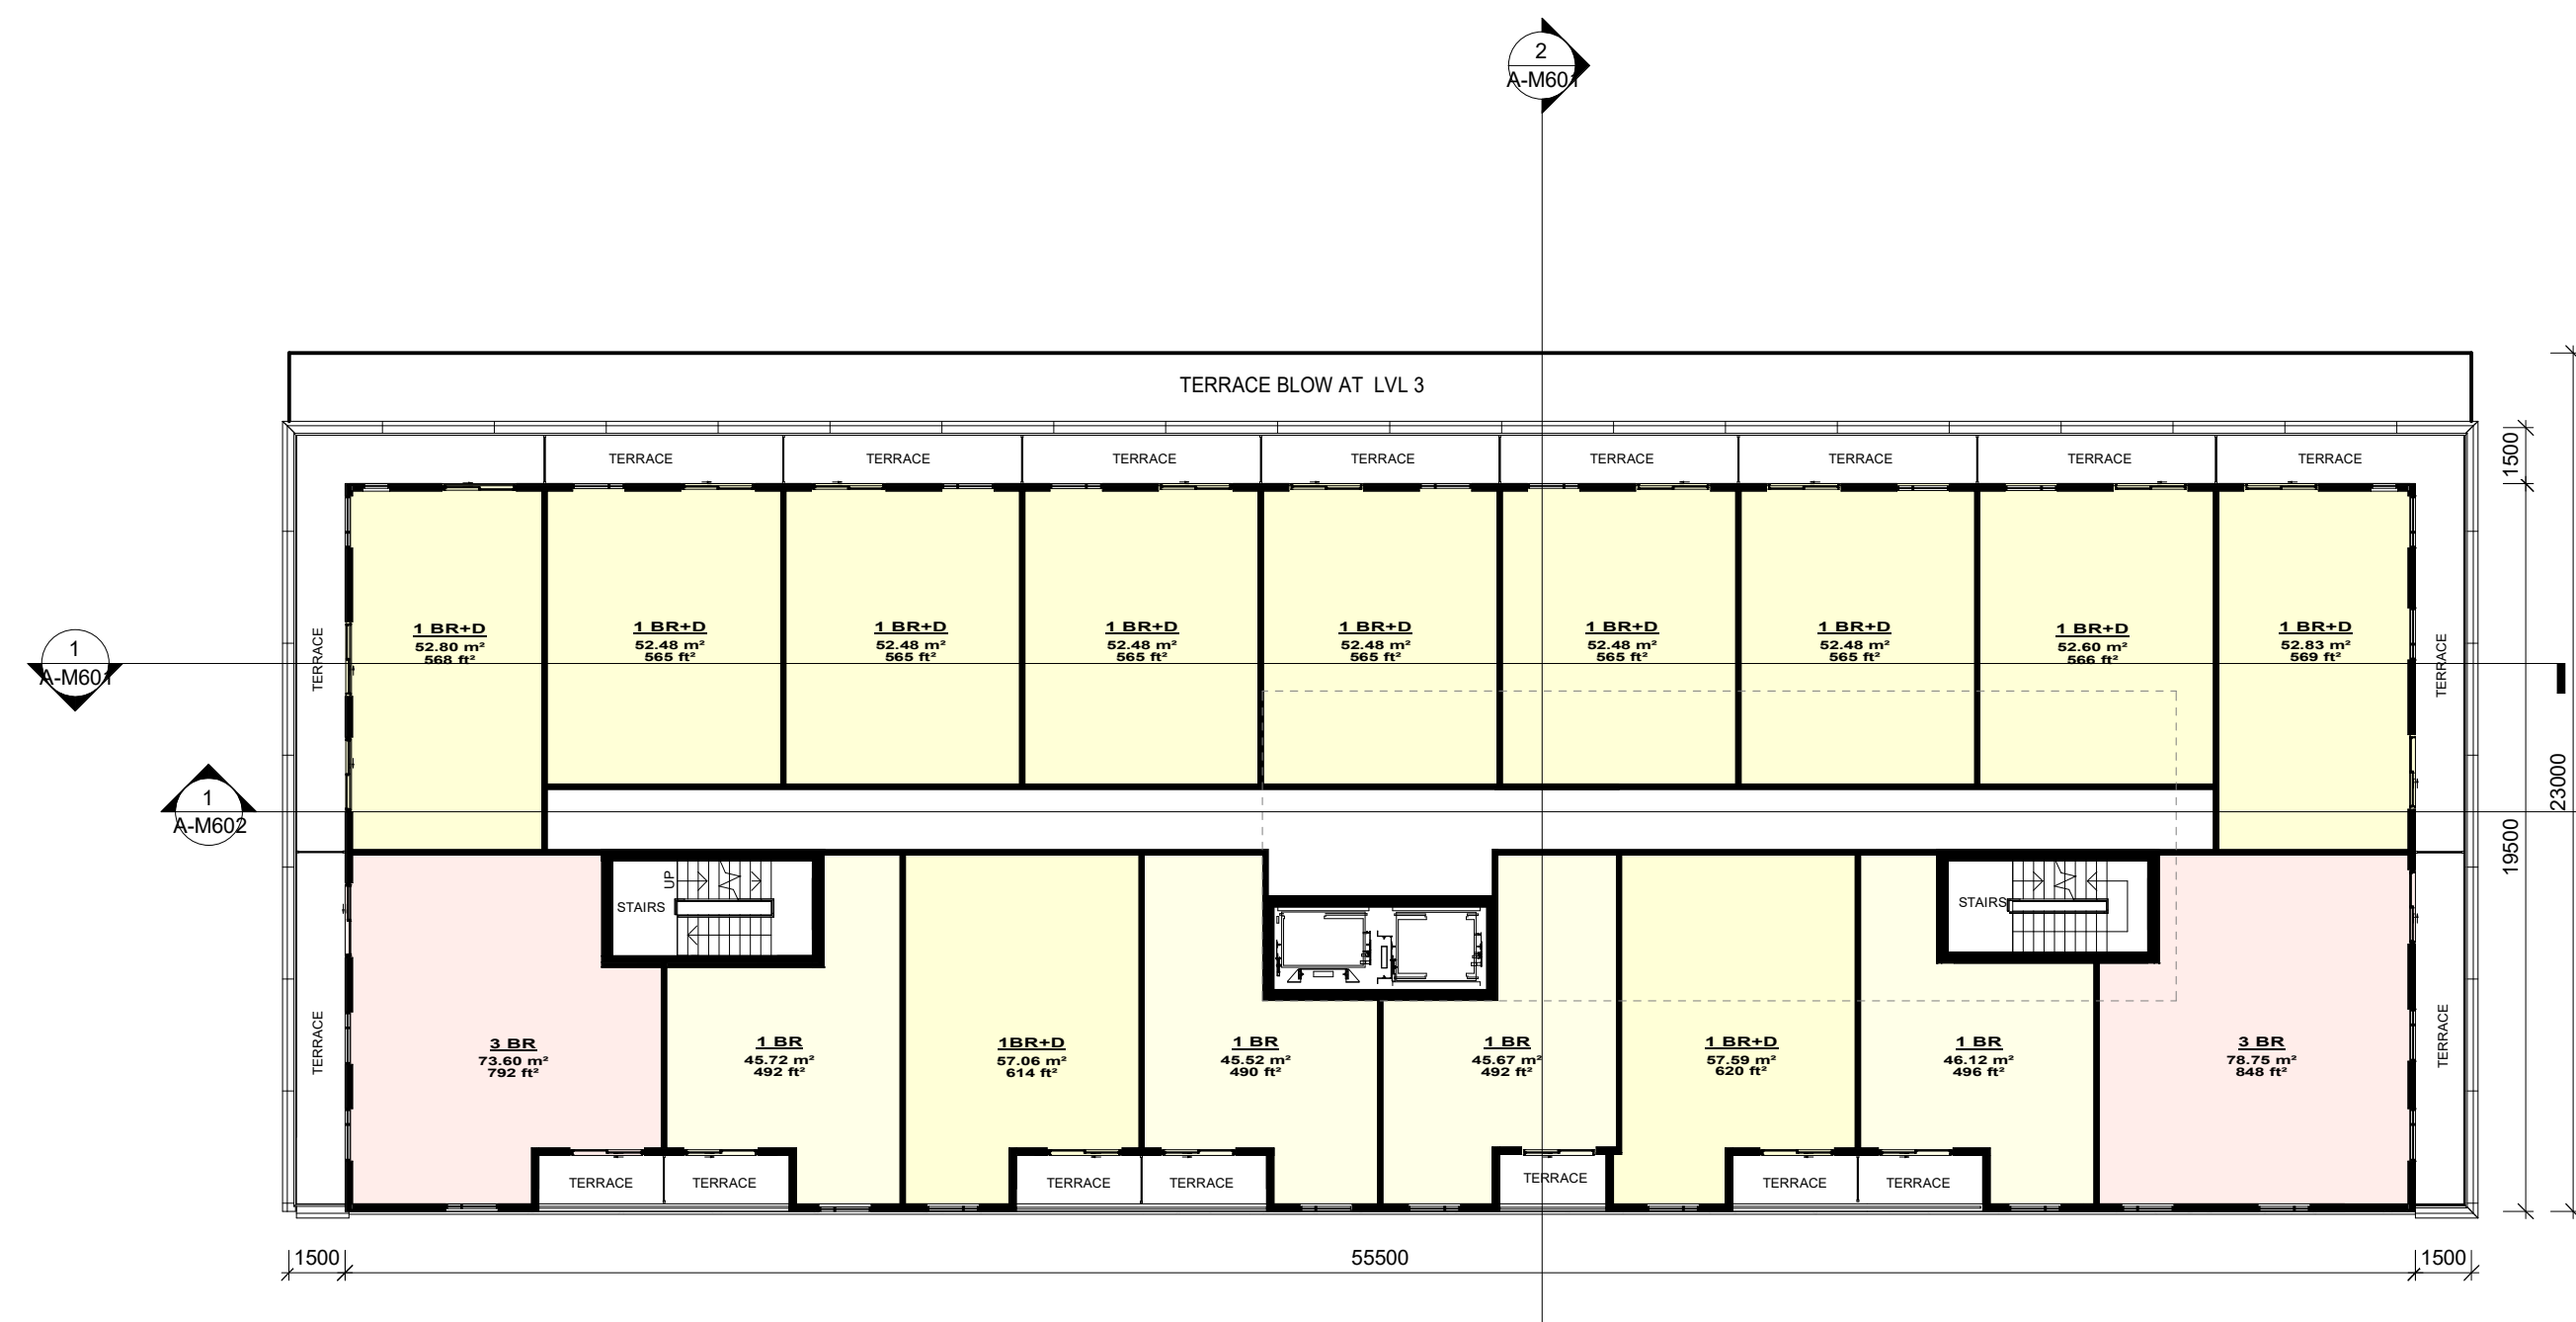 2
A-M601
TERRACE BLOW AT LVL 3
1500
TERRACE
TERRACE
TERRACE
TERRACE
TERRACE
TERRACE
TERRACE
TERRACE
1 BR+D
52.80 m²
568 ft²
1 BR+D
52.48 m²
565 ft²
1 BR+D
52.48 m²
565 ft²
1 BR+D
52.48 m²
565 ft²
1 BR+D
52.48 m²
565 ft²
1 BR+D
52.48 m²
565 ft²
1 BR+D
52.48 m²
565 ft²
1 BR+D
52.60 m²
566 ft²
1 BR+D
52.83 m²
569 ft²
TERRACE
TERRACE
1
A-M601
1
A-M602
23000
19500
UP
STAIRS
STAIRS
TERRACE
3 BR
73.60 m²
792 ft²
1 BR
45.72 m²
492 ft²
1BR+D
57.06 m²
614 ft²
1 BR
45.52 m²
490 ft²
1 BR
45.67 m²
492 ft²
1 BR+D
57.59 m²
620 ft²
1 BR
46.12 m²
496 ft²
3 BR
78.75 m²
848 ft²
TERRACE
TERRACE
TERRACE
TERRACE
TERRACE
TERRACE
TERRACE
TERRACE
1500
55500
1500